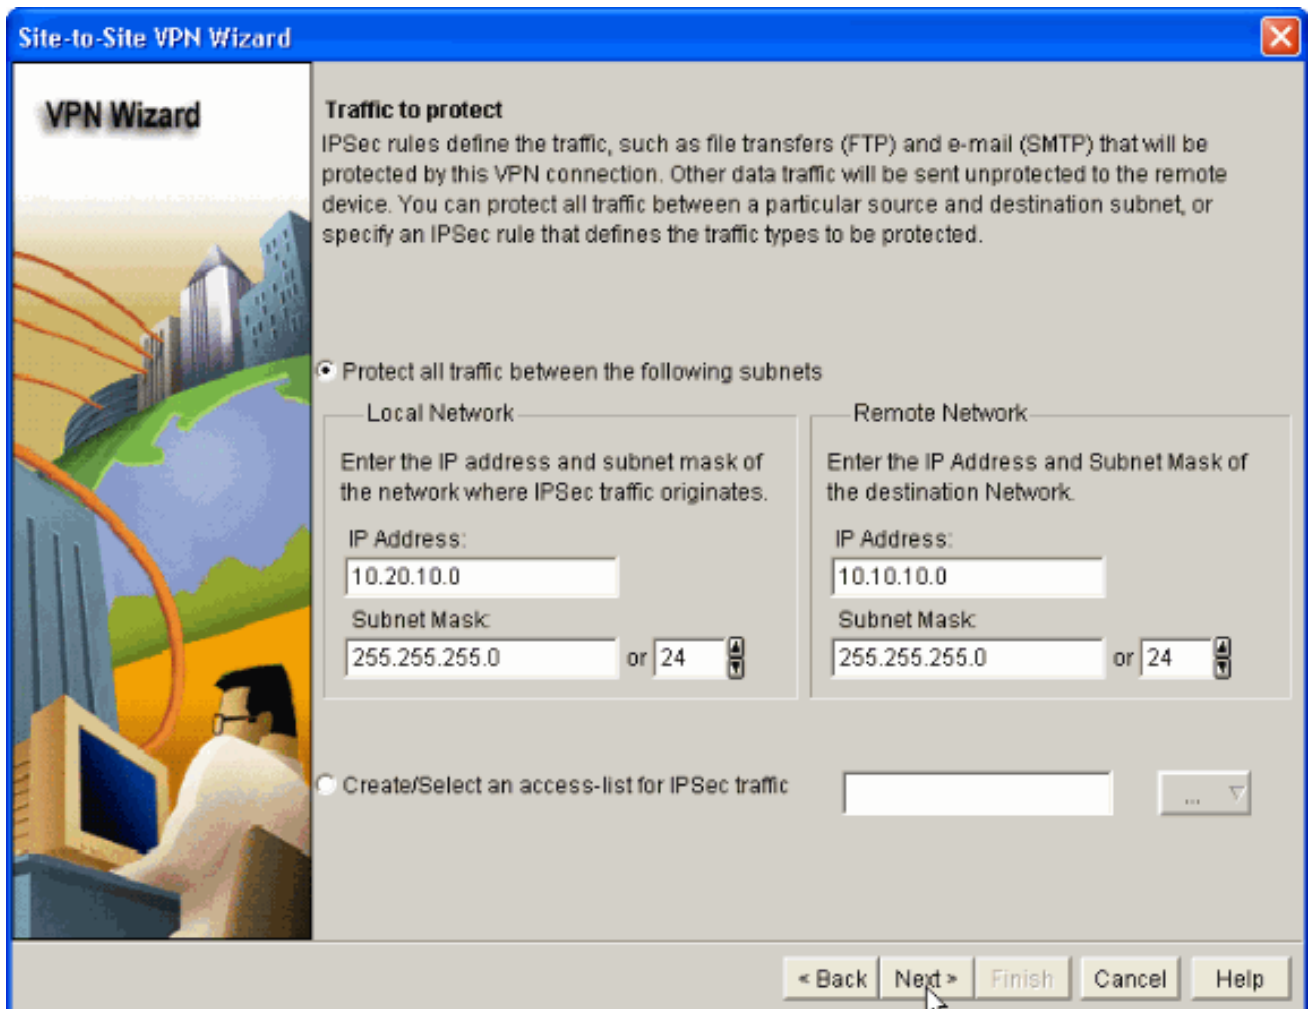 Site-to-Site VPN Wizard
VPN Wizard
Traffic to protect
IPSec rules define the traffic, such as file transfers (FTP) and e-mail (SMTP) that will be
protected by this VPN connection. Other data traffic will be sent unprotected to the remote
device. You can protect all traffic between a particular source and destination subnet, or
specify an IPSec rule that defines the traffic types to be protected.
Protect all traffic between the following subnets
Local Network
Enter the IP address and subnet mask of
the network where IPSec traffic originates.
IP Address:
10.20.10.0
Subnet Mask:
255.255.255.0 or 24
Remote Network
Enter the IP Address and Subnet Mask of
the destination Network.
IP Address:
10.10.10.0
Subnet Mask:
255.255.255.0 or 24
Create/Select an access-list for IPSec traffic ...
< Back Next > Finish Cancel Help